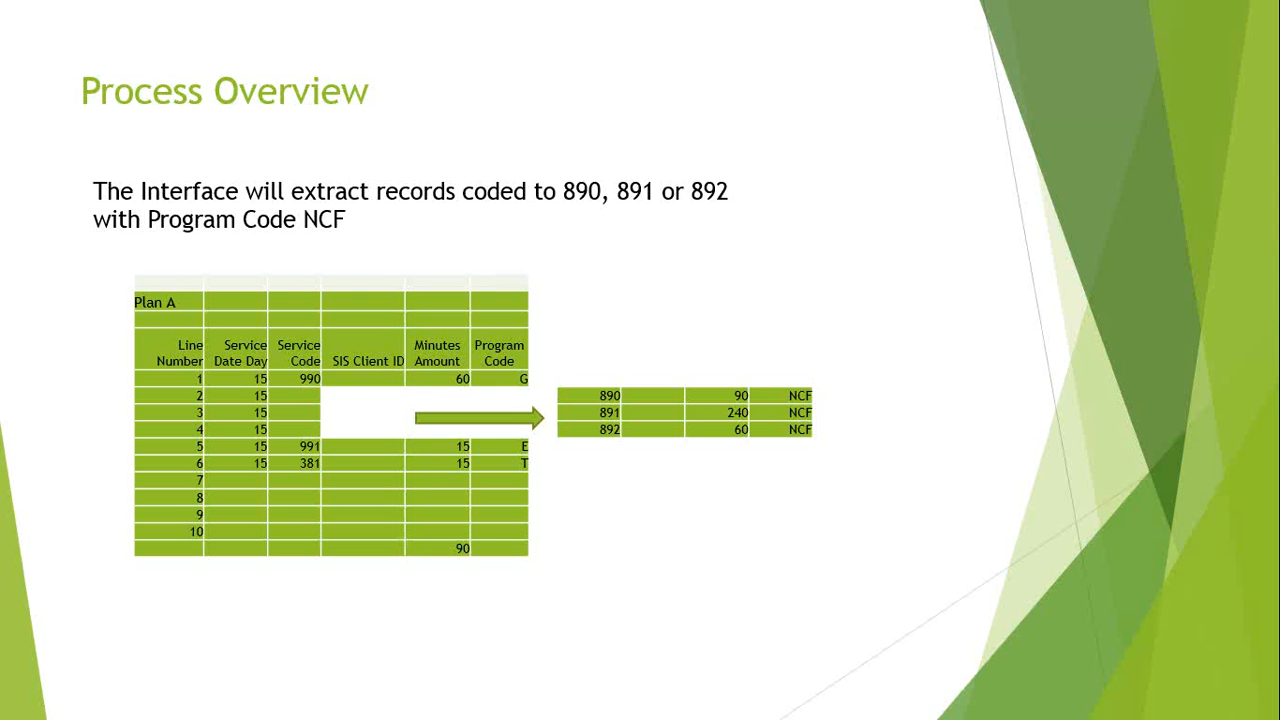 Process Overview
The Interface will extract records coded to 890, 891 or 892
with Program Code NCF
Plan A
Line Number Service Date Day Service Code SIS Client ID Minutes Amount Program Code
1 15 990 60 G
2 15 890 90 NCF
3 15 891 240 NCF
4 15 892 60 NCF
5 15 991 15 E
6 15 381 15 T
7
8
9
10
90